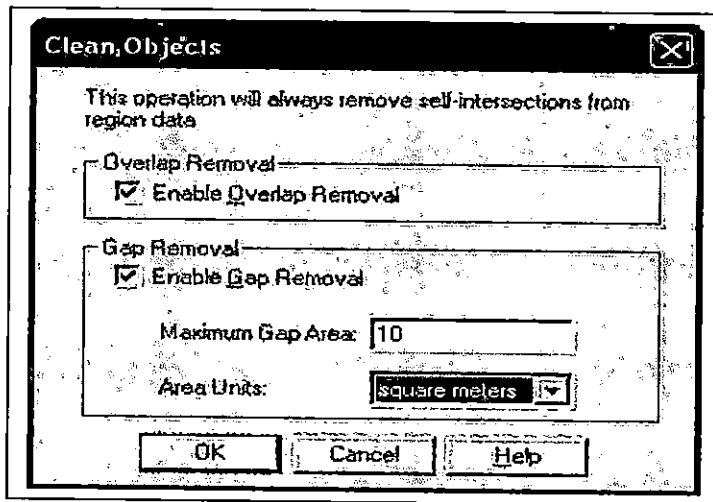 Clean Objects
This operation will always remove self-intersections from
region data
Overlap Removal
Enable Overlap Removal
Gap Removal
Enable Gap Removal
Maximum Gap Area: 10
Area Units: square meters
OK Cancel Help